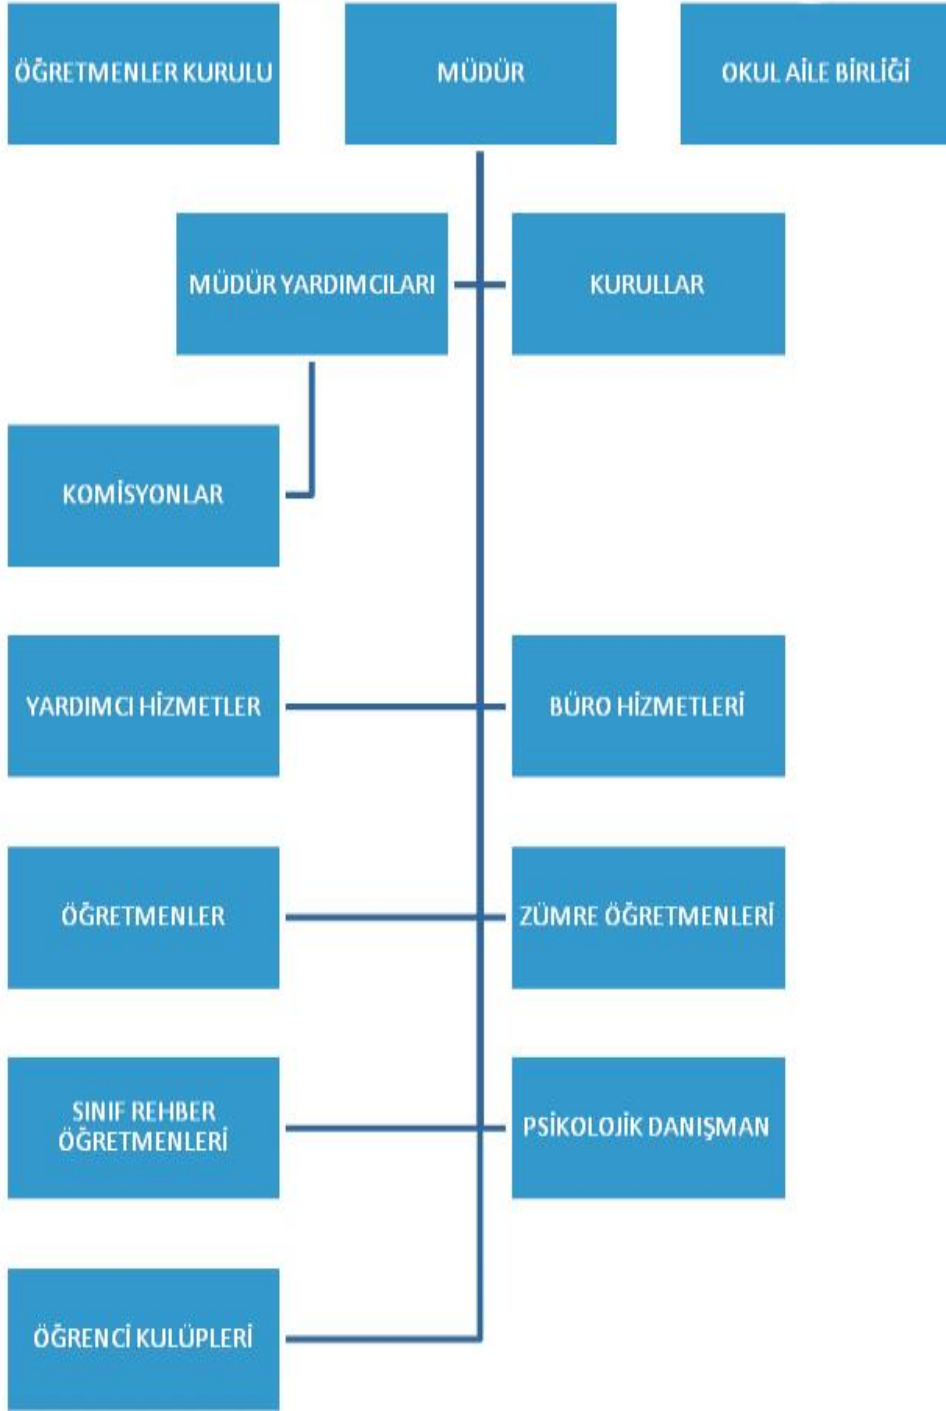 ÖĞRETMENLER KURULU
MÜDÜR
OKUL AİLE BİRLİĞİ
MÜDÜR YARDIMCILARI
KURULLAR
KOMİSYONLAR
YARDIMCI HİZMETLER
BÜRO HİZMETLERİ
ÖĞRETMENLER
ZÜMRE ÖĞRETMENLERİ
SINIF REHBER
ÖĞRETMENLERİ
PSİKOLOJİK DANIŞMAN
ÖĞRENCİ KULÜPLERİ